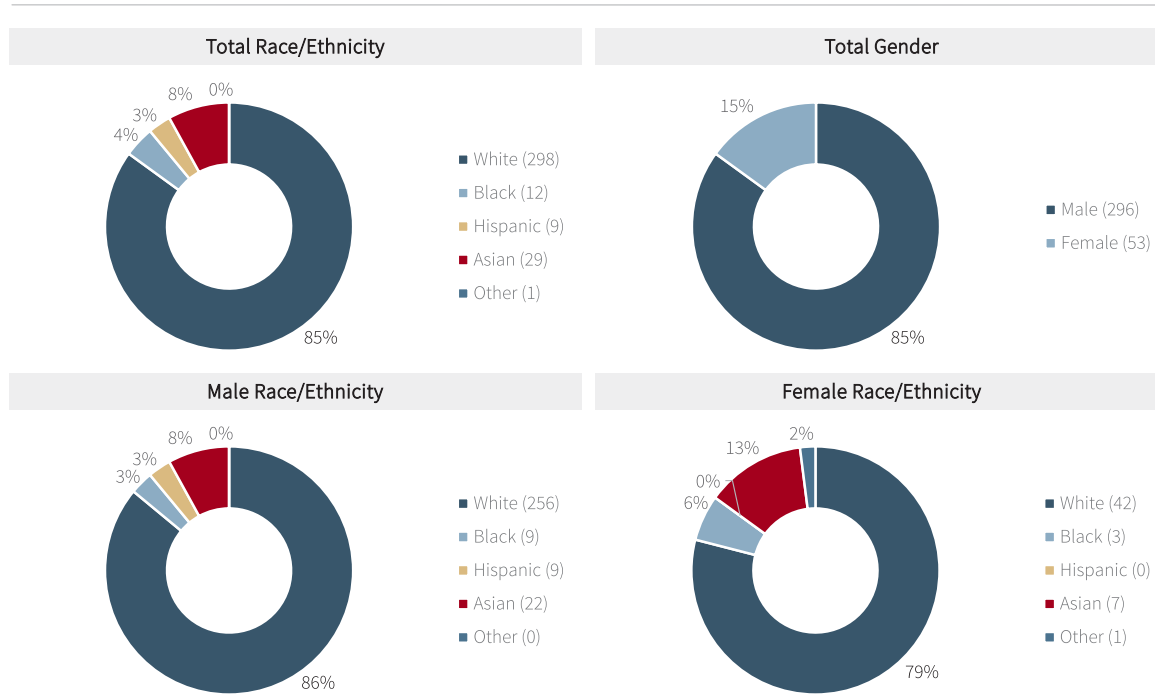 Total Race/Ethnicity
0%
8%
3%
4%
White (298)
Black (12)
Hispanic (9)
Asian (29)
Other (1)
85%
Total Gender
15%
Male (296)
Female (53)
85%
Male Race/Ethnicity
0%
8%
3%
3%
White (256)
Black (9)
Hispanic (9)
Asian (22)
Other (0)
86%
Female Race/Ethnicity
2%
13%
0%
6%
White (42)
Black (3)
Hispanic (0)
Asian (7)
Other (1)
79%